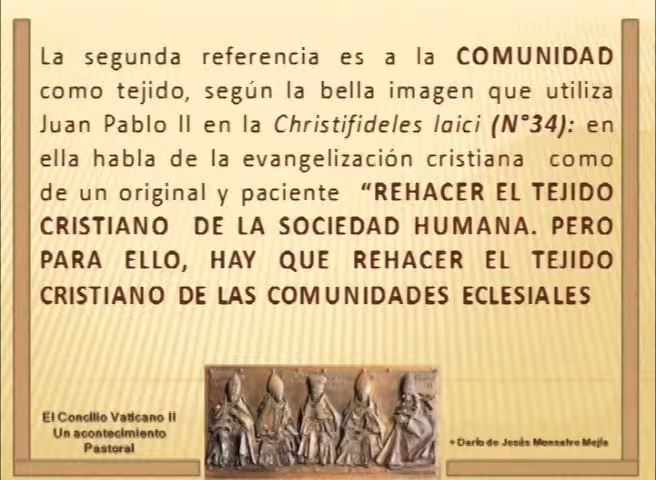 La segunda referencia es a la COMUNIDAD
como tejido, según la bella imagen que utiliza
Juan Pablo II en la Christifideles laici (N°34): en
ella habla de la evangelización cristiana como
de un original y paciente “REHACER EL TEJIDO
CRISTIANO DE LA SOCIEDAD HUMANA. PERO
PARA ELLO, HAY QUE REHACER EL TEJIDO
CRISTIANO DE LAS COMUNIDADES ECLESIALES
El Concilio Vaticano II
Un acontecimiento
Pastoral
+ Darío de Jesús Monsalve Mejía